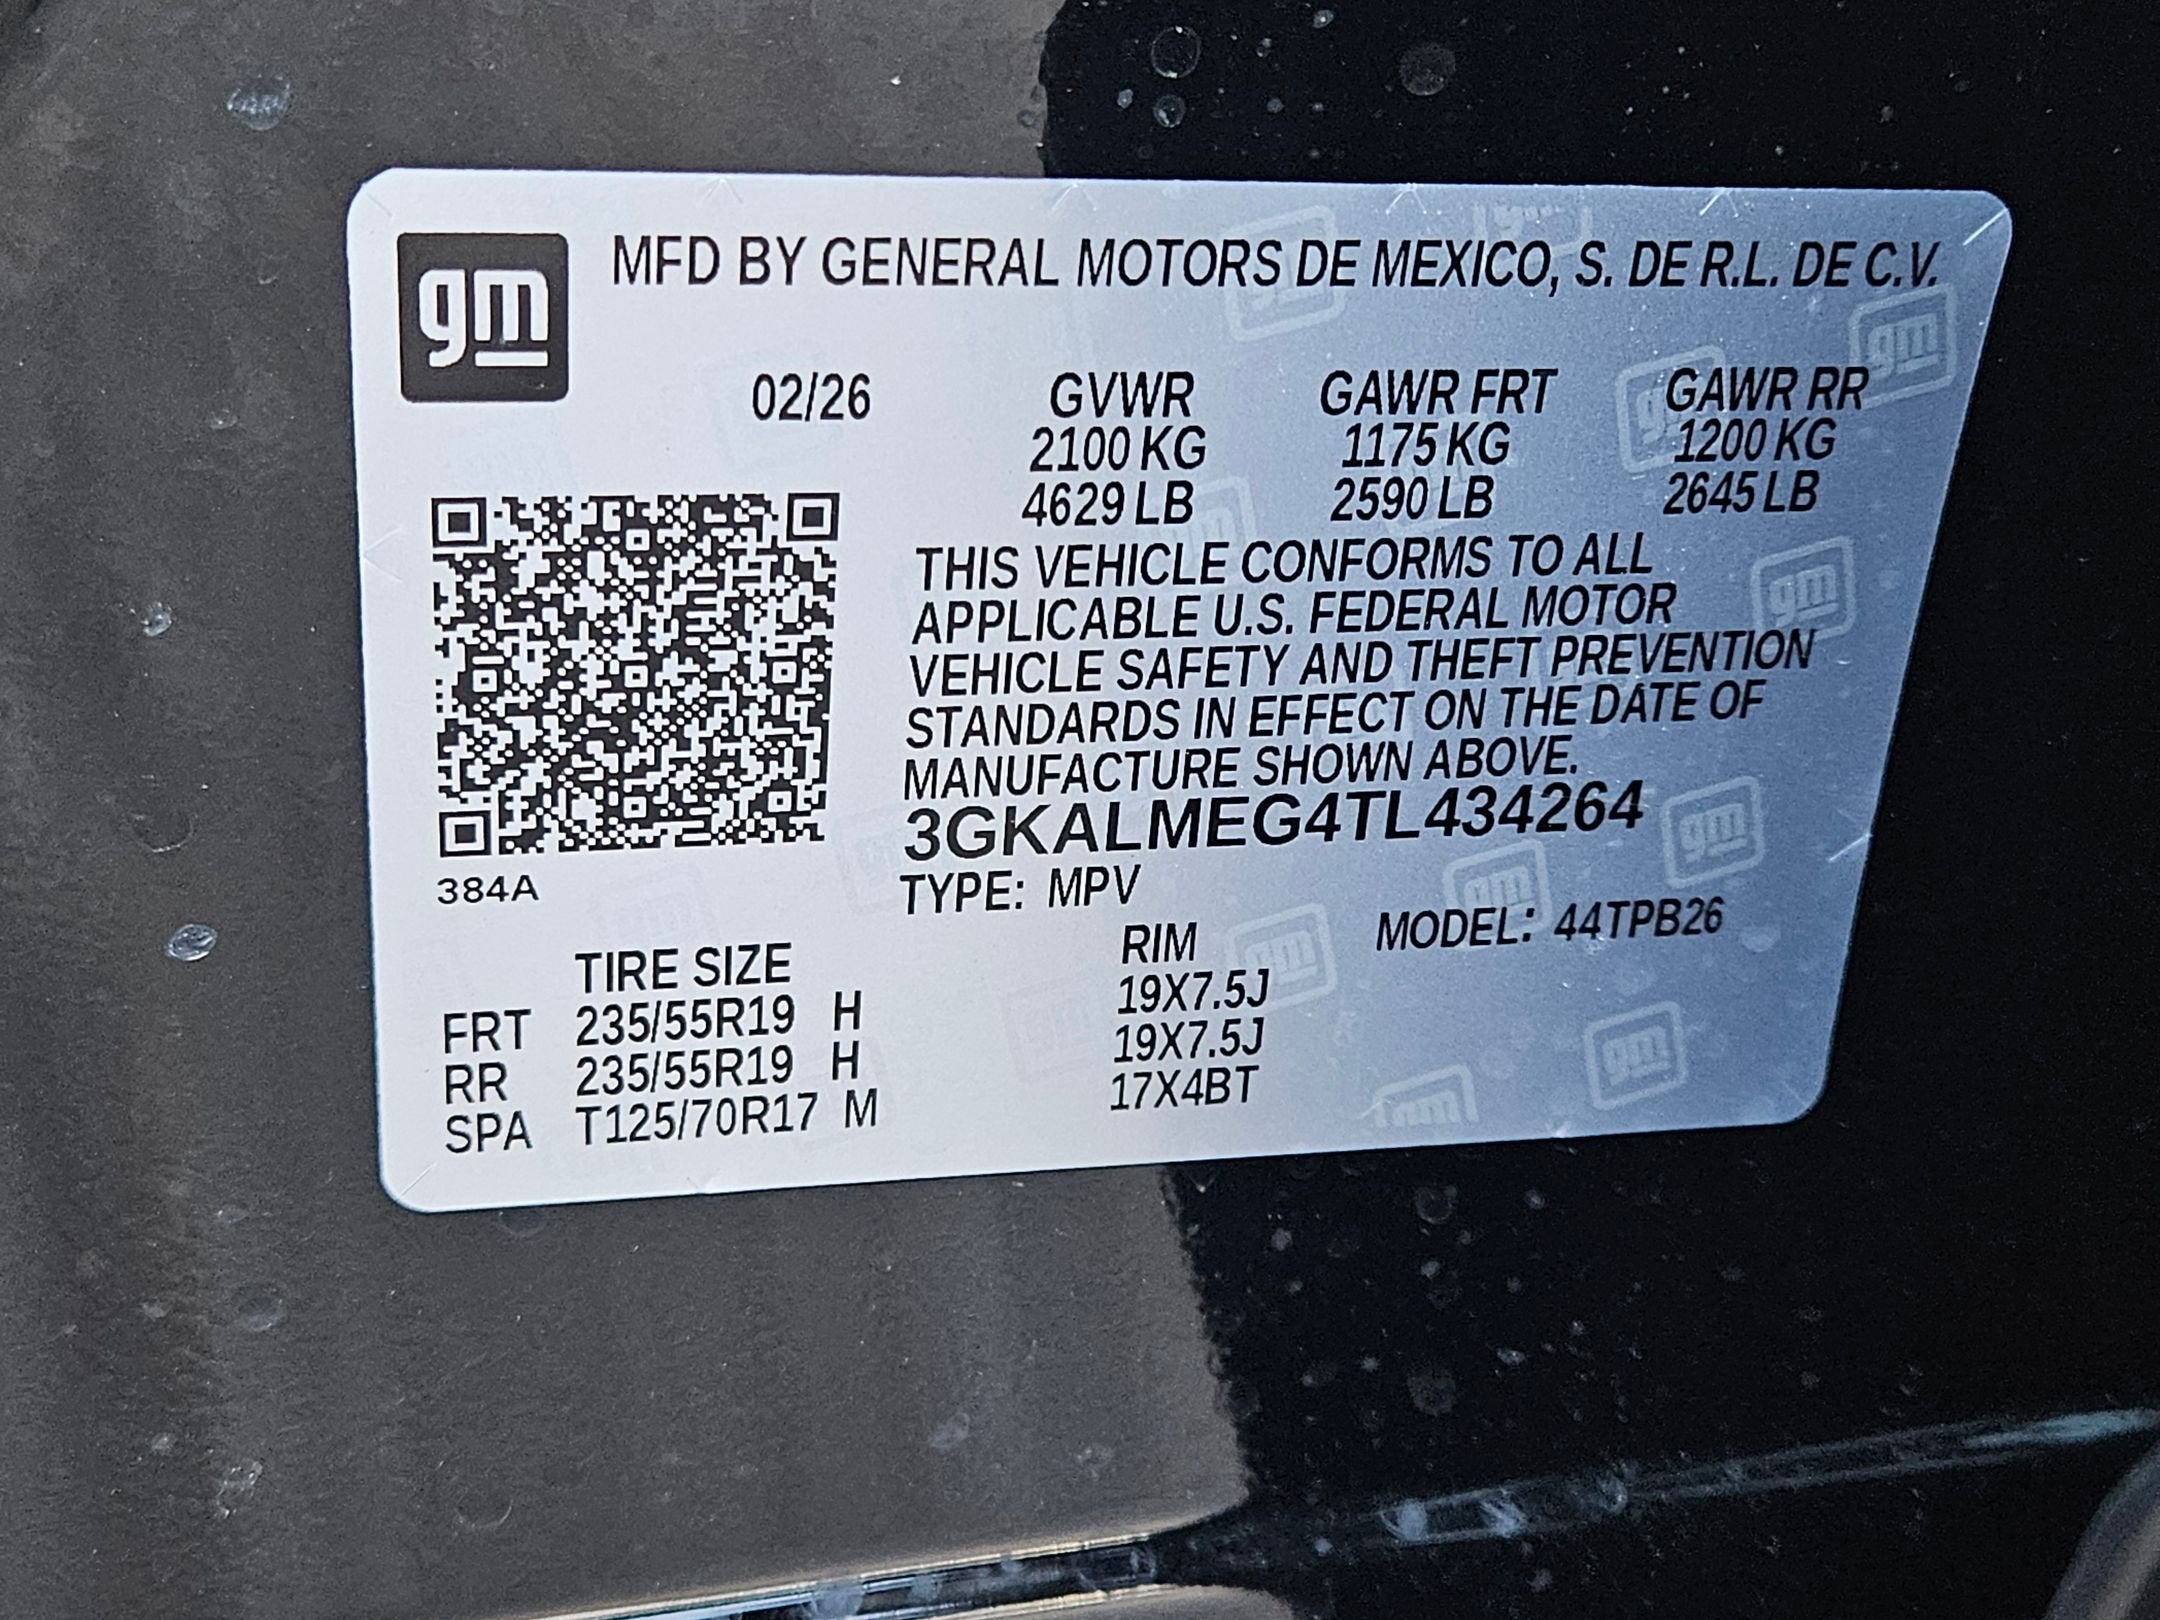 gm MFD BY GENERAL MOTORS DE MEXICO, S. DE R.L. DE C.V.
02/26 GVWR GAWR FRT GAWR RR
2100 KG 1175 KG 1200 KG
4629 LB 2590 LB 2645 LB
THIS VEHICLE CONFORMS TO ALL
APPLICABLE U.S. FEDERAL MOTOR
VEHICLE SAFETY AND THEFT PREVENTION
STANDARDS IN EFFECT ON THE DATE OF
MANUFACTURE SHOWN ABOVE.
3GKALMEG4TL434264
384A
TYPE: MPV
MODEL: 44TPB26
TIRE SIZE RIM
FRT 235/55R19 H 19X7.5J
RR 235/55R19 H 19X7.5J
SPA T125/70R17 M 17X4BT